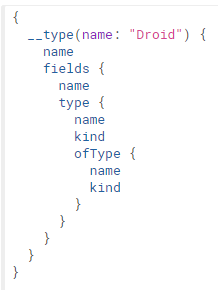 {
  __type(name: "Droid") {
    name
    fields {
      name
      type {
        name
        kind
        ofType {
          name
          kind
        }
      }
    }
  }
}